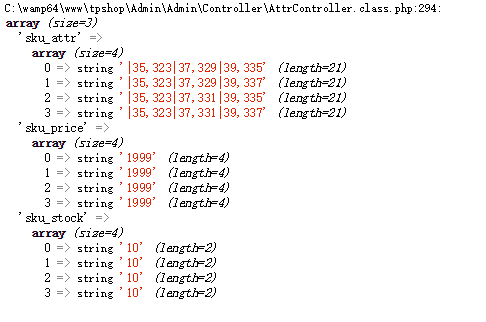 C:\wamp64\www\tpshop\Admin\Admin\Controller\AttrController.class.php:294:
array (size=3)
  'sku_attr' =>
    array (size=4)
      0 => string '|35,323|37,329|39,335' (length=21)
      1 => string '|35,323|37,329|39,337' (length=21)
      2 => string '|35,323|37,331|39,335' (length=21)
      3 => string '|35,323|37,331|39,337' (length=21)
  'sku_price' =>
    array (size=4)
      0 => string '1999' (length=4)
      1 => string '1999' (length=4)
      2 => string '1999' (length=4)
      3 => string '1999' (length=4)
  'sku_stock' =>
    array (size=4)
      0 => string '10' (length=2)
      1 => string '10' (length=2)
      2 => string '10' (length=2)
      3 => string '10' (length=2)